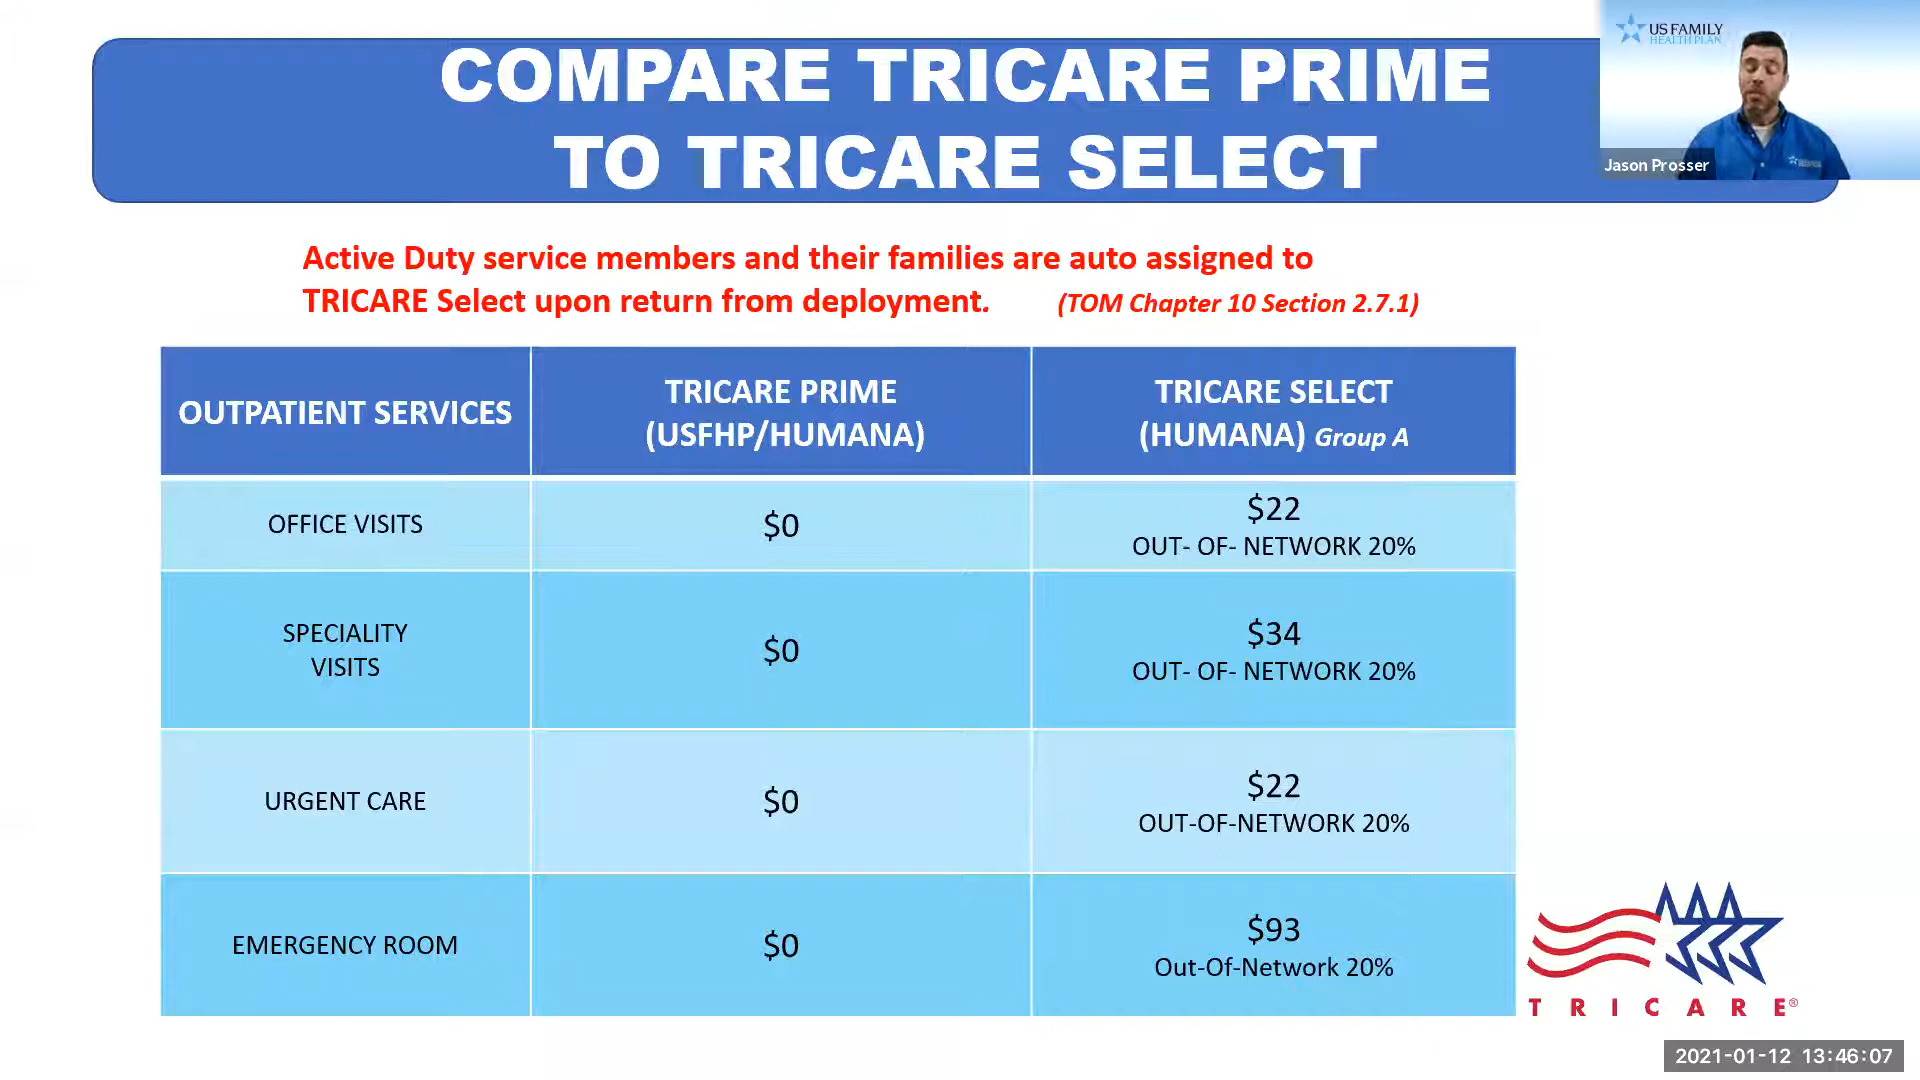 COMPARE TRICARE PRIME
TO TRICARE SELECT
US FAMILY
HEALTH PLAN
Jason Prosser
Active Duty service members and their families are auto assigned to
TRICARE Select upon return from deployment. (TOM Chapter 10 Section 2.7.1)
OUTPATIENT SERVICES
TRICARE PRIME
(USFHP/HUMANA)
TRICARE SELECT
(HUMANA) Group A
OFFICE VISITS
$0
$22
OUT- OF- NETWORK 20%
SPECIALITY
VISITS
$0
$34
OUT- OF- NETWORK 20%
URGENT CARE
$0
$22
OUT-OF-NETWORK 20%
EMERGENCY ROOM
$0
$93
Out-Of-Network 20%
TRICARE®
2021-01-12 13:46:07